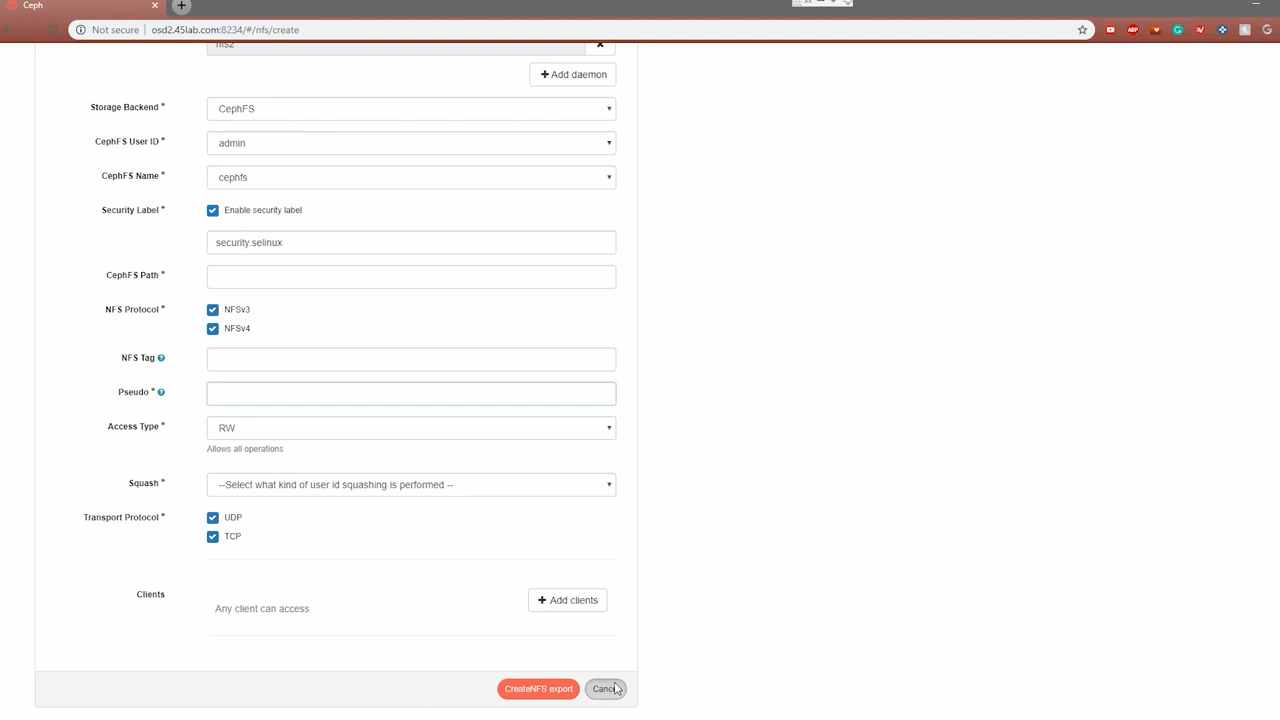 Ceph
Not secure osd2.45lab.com:8234/#/nfs/create
nfs2
Add daemon
Storage Backend * CephFS
CephFS User ID * admin
CephFS Name * cephfs
Security Label * Enable security label
security.selinux
CephFS Path *
NFS Protocol * NFSv3
NFSv4
NFS Tag
Pseudo *
Access Type * RW
Allows all operations
Squash * --Select what kind of user id squashing is performed --
Transport Protocol * UDP
TCP
Clients
Add clients
Any client can access
CreateNFS export Cancel